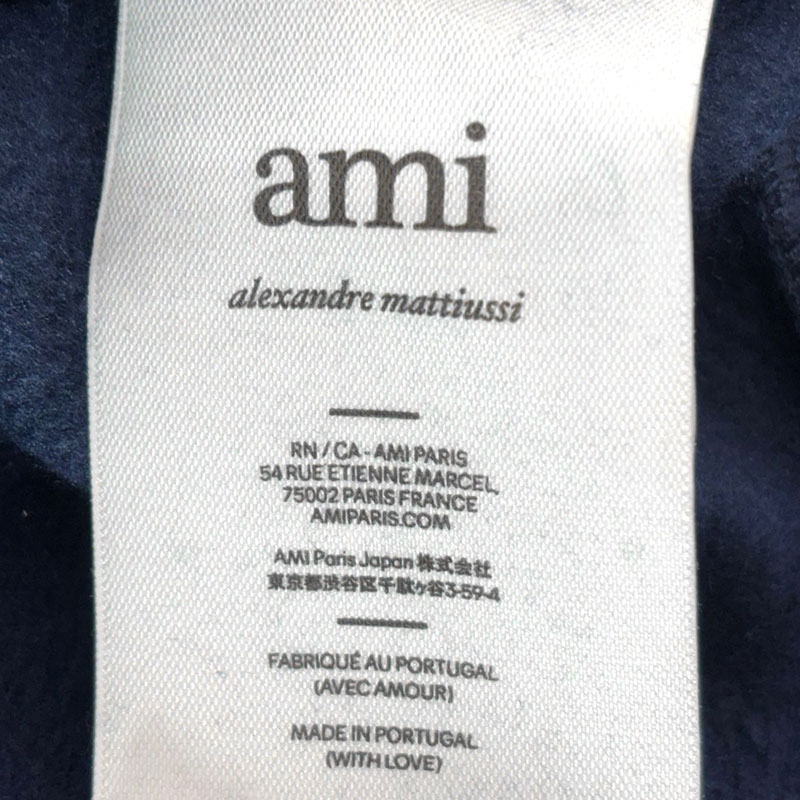 ami
alexandre mattiussi
RN / CA - AMI PARIS
54 RUE ETIENNE MARCEL,
75002 PARIS FRANCE
AMIPARIS.COM
AMI Paris Japan 株式会社
東京都渋谷区千駄ヶ谷3-59-4
FABRIQUÉ AU PORTUGAL
(AVEC AMOUR)
MADE IN PORTUGAL
(WITH LOVE)